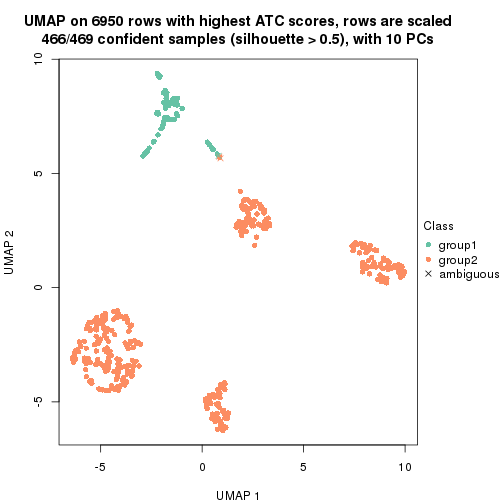 UMAP on 6950 rows with highest ATC scores, rows are scaled
466/469 confident samples (silhouette > 0.5), with 10 PCs
10
5
0
-5
UMAP 2
Class
group1
group2
ambiguous
-5 0 5 10
UMAP 1